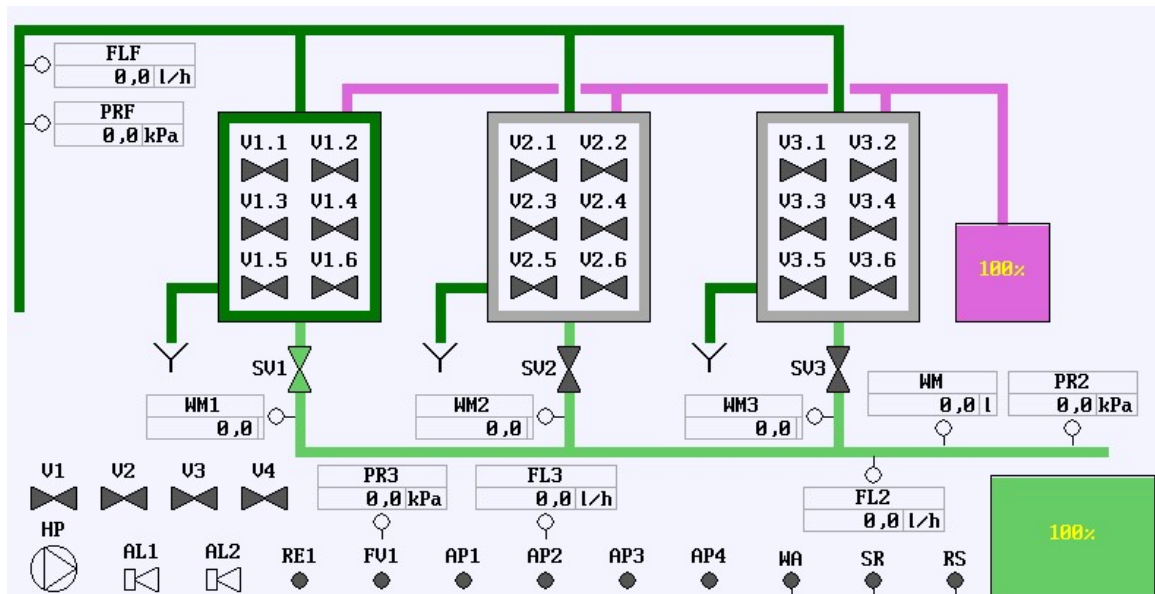 FLF
0,0 l/h
PRF
0,0 kPa
V1.1 V1.2
V1.3 V1.4
V1.5 V1.6
V2.1 V2.2
V2.3 V2.4
V2.5 V2.6
V3.1 V3.2
V3.3 V3.4
V3.5 V3.6
100%
SV1
SV2
SV3
WM1
0,0
WM2
0,0
WM3
0,0
WM
0,0 l
PR2
0,0 kPa
V1 V2 V3 V4
PR3
0,0 kPa
FL3
0,0 l/h
FL2
0,0 l/h
100%
HP
AL1 AL2 RE1 FV1 AP1 AP2 AP3 AP4 WA SR RS